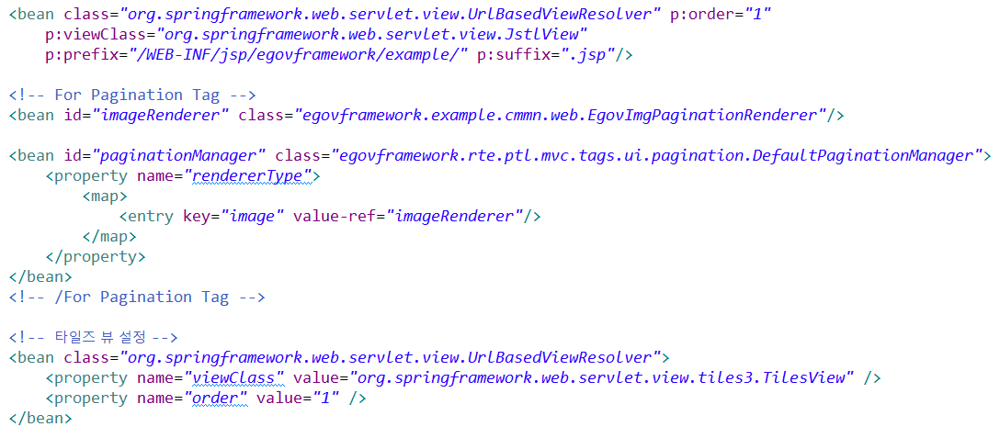 <bean class="org.springframework.web.servlet.view.UrlBasedViewResolver" p:order="1"
    p:viewClass="org.springframework.web.servlet.view.JstlView"
    p:prefix="/WEB-INF/jsp/egovframework/example/" p:suffix=".jsp"/>
<!-- For Pagination Tag -->
<bean id="imageRenderer" class="egovframework.example.cmmn.web.EgovImgPaginationRenderer"/>
<bean id="paginationManager" class="egovframework.rte.ptl.mvc.tags.ui.pagination.DefaultPaginationManager">
    <property name="rendererType">
        <map>
            <entry key="image" value-ref="imageRenderer"/>
        </map>
    </property>
</bean>
<!-- /For Pagination Tag -->
<!-- 타일즈 뷰 설정 -->
<bean class="org.springframework.web.servlet.view.UrlBasedViewResolver">
    <property name="viewClass" value="org.springframework.web.servlet.view.tiles3.TilesView" />
    <property name="order" value="1" />
</bean>